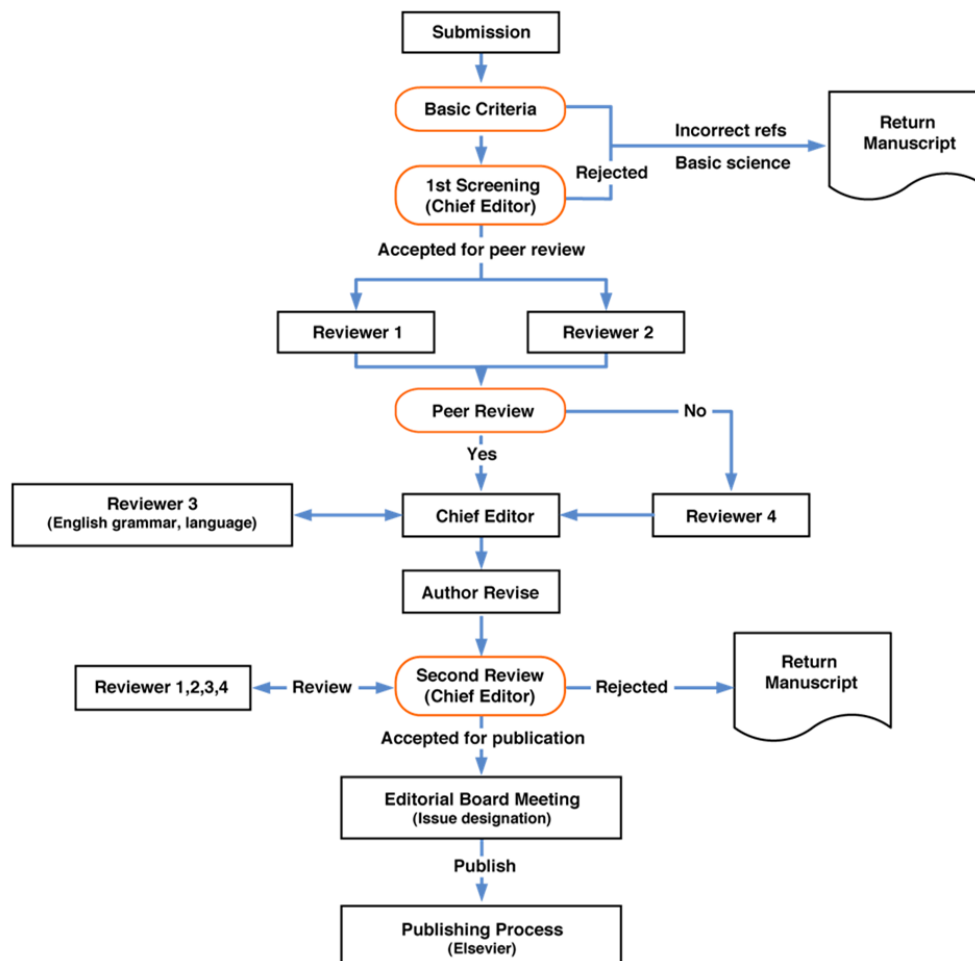 Submission
Basic Criteria
Incorrect refs
Basic science
Return
Manuscript
Rejected
1st Screening
(Chief Editor)
Accepted for peer review
Reviewer 1
Reviewer 2
Peer Review
No
Yes
Reviewer 3
(English grammar, language)
Chief Editor
Reviewer 4
Author Revise
Reviewer 1,2,3,4
Review
Second Review
(Chief Editor)
Rejected
Return
Manuscript
Accepted for publication
Editorial Board Meeting
(Issue designation)
Publish
Publishing Process
(Elsevier)